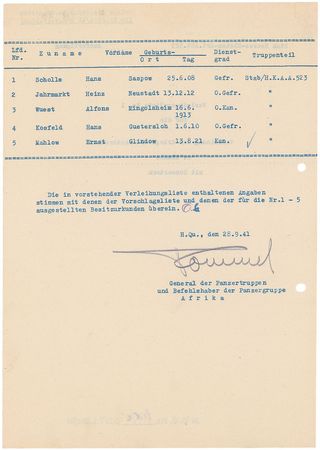 Lfd. Zuname Vorname Geburts- Dienst- Truppenteil
Nr. Ort Tag grad
1 Scholle Hans Saspow 25.6.08 Gefr. Stab/H.K.A.A.523
2 Jahrmarkt Heinz Neustadt 13.12.12 O.Gefr. "
3 Wuest Alfons Mingolsheim 16.6. O.Kan. "
1913
4 Kosfeld Hans Guetersloh 1.6.10 O.Gefr. "
5 Mahlow Ernst Glindow 13.8.21 Kan. "
Die in vorstehender Verleihungsliste enthaltenen Angaben
stimmen mit denen der Vorschlagsliste und denen der für die Nr.1 - 5
ausgestellten Besitzurkunden überein.
H.Qu., den 28.9.41
Rommel
General der Panzertruppen
und Befehlshaber der Panzergruppe
Afrika